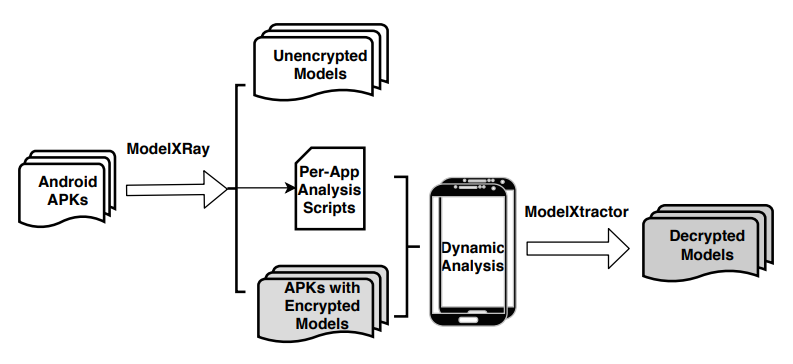 Android
APKs
ModelXRay
Unencrypted
Models
Per-App
Analysis
Scripts
APKs with
Encrypted
Models
Dynamic
Analysis
ModelXtractor
Decrypted
Models